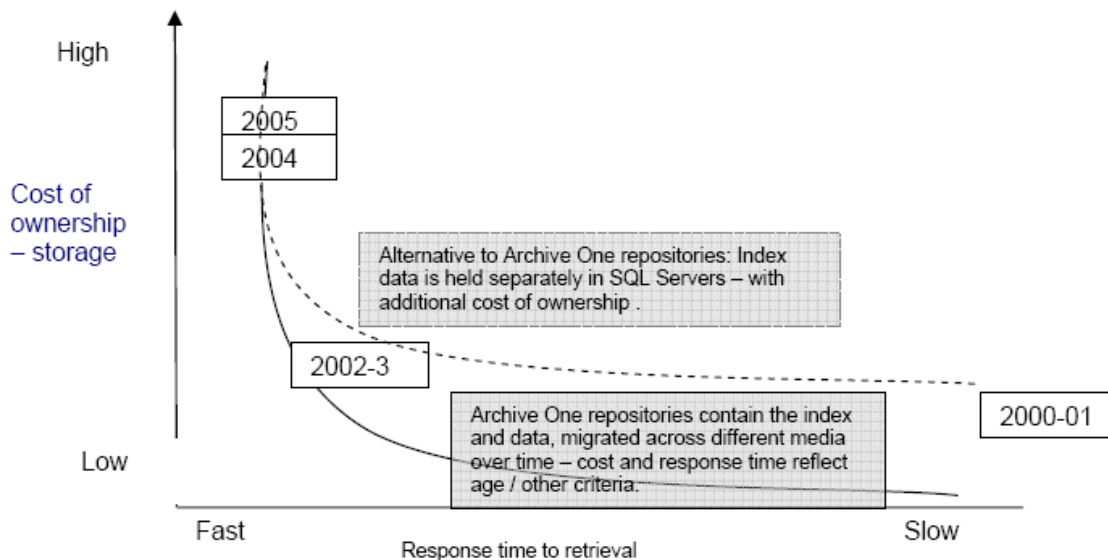 High
2005
2004
Cost of
ownership
– storage
Alternative to Archive One repositories: Index
data is held separately in SQL Servers – with
additional cost of ownership .
2002-3
Archive One repositories contain the index
and data, migrated across different media
over time – cost and response time reflect
age / other criteria.
2000-01
Low
Fast
Slow
Response time to retrieval